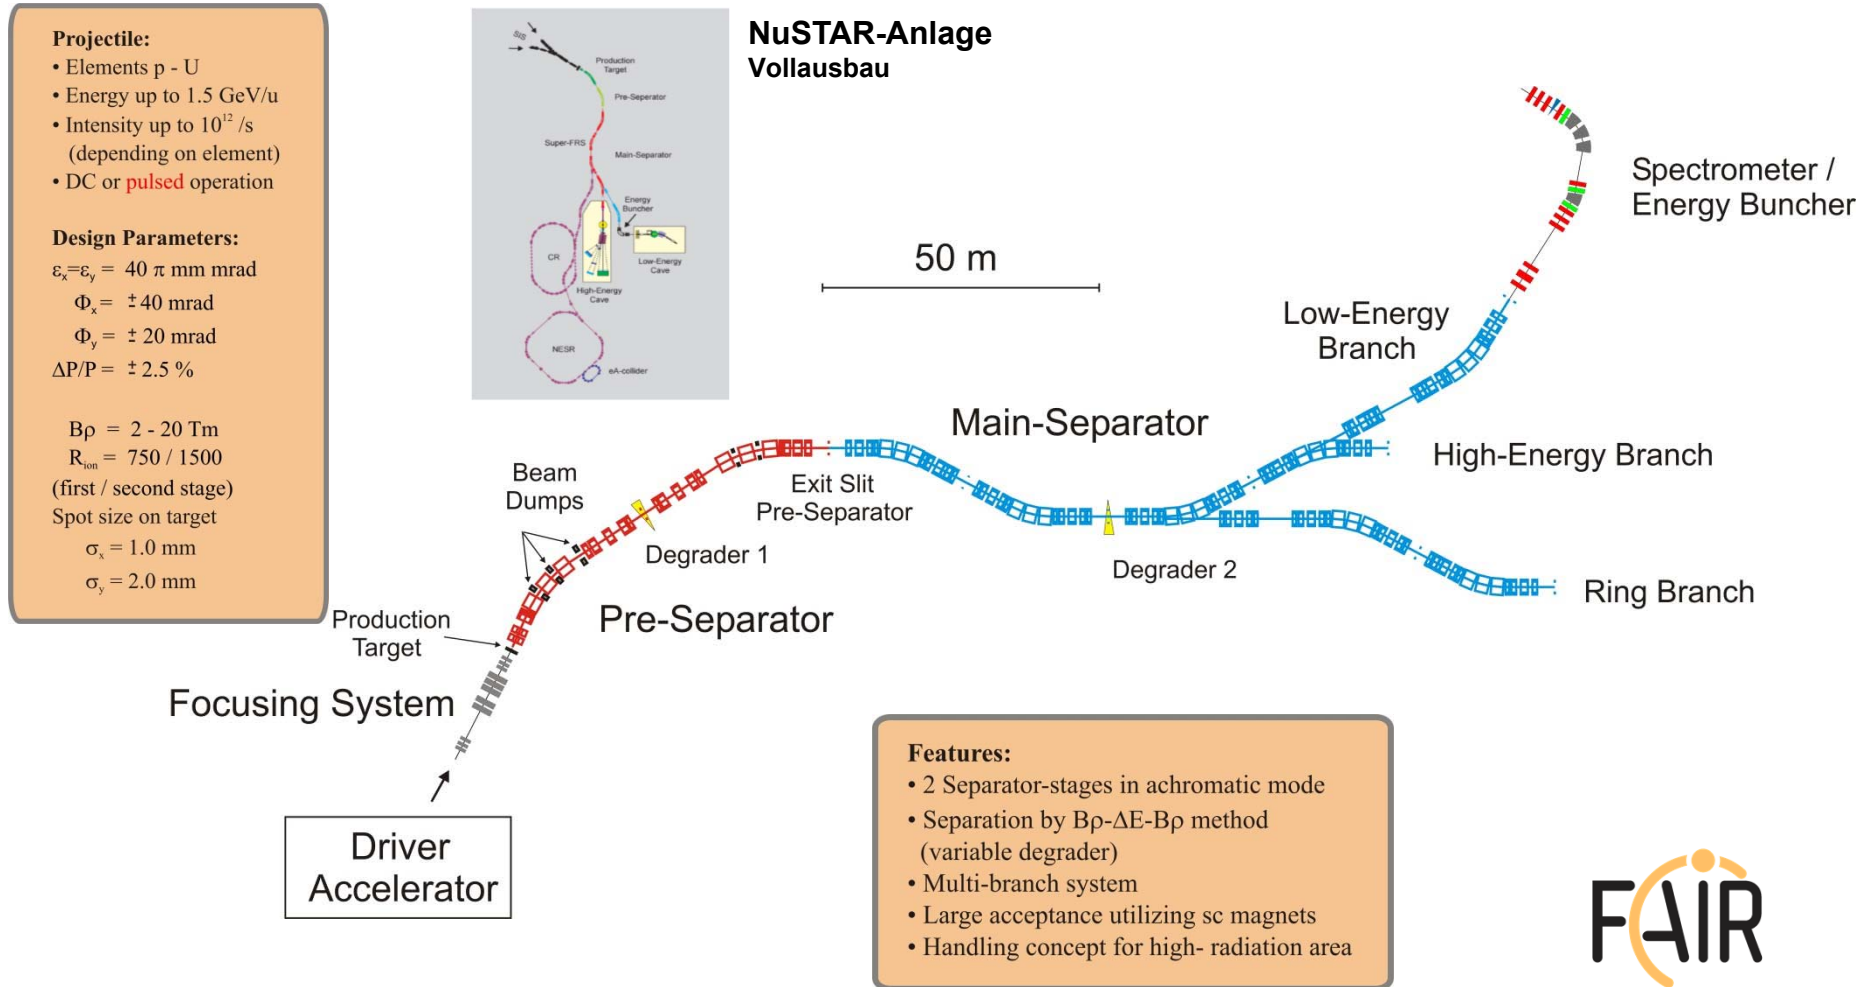 Projectile:
• Elements p - U
• Energy up to 1.5 GeV/u
• Intensity up to 10¹² /s
(depending on element)
• DC or pulsed operation
Design Parameters:
εx=εy = 40 π mm mrad
Φx = ± 40 mrad
Φy = ± 20 mrad
ΔP/P = ± 2.5 %
Bρ = 2 - 20 Tm
Rion = 750 / 1500
(first / second stage)
Spot size on target
σx = 1.0 mm
σy = 2.0 mm
SIS
Production
Target
Pre-Seperator
Super-FRS
Main-Separator
Energy
Buncher
CR
Low-Energy
Cave
High-Energy
Cave
NESR
eA-collider
NuSTAR-Anlage
Vollausbau
50 m
Spectrometer /
Energy Buncher
Low-Energy
Branch
Main-Separator
High-Energy Branch
Beam
Dumps
Exit Slit
Pre-Separator
Degrader 1
Degrader 2
Ring Branch
Pre-Separator
Production
Target
Focusing System
Driver
Accelerator
Features:
• 2 Separator-stages in achromatic mode
• Separation by Bρ-ΔE-Bρ method
(variable degrader)
• Multi-branch system
• Large acceptance utilizing sc magnets
• Handling concept for high- radiation area
FAIR